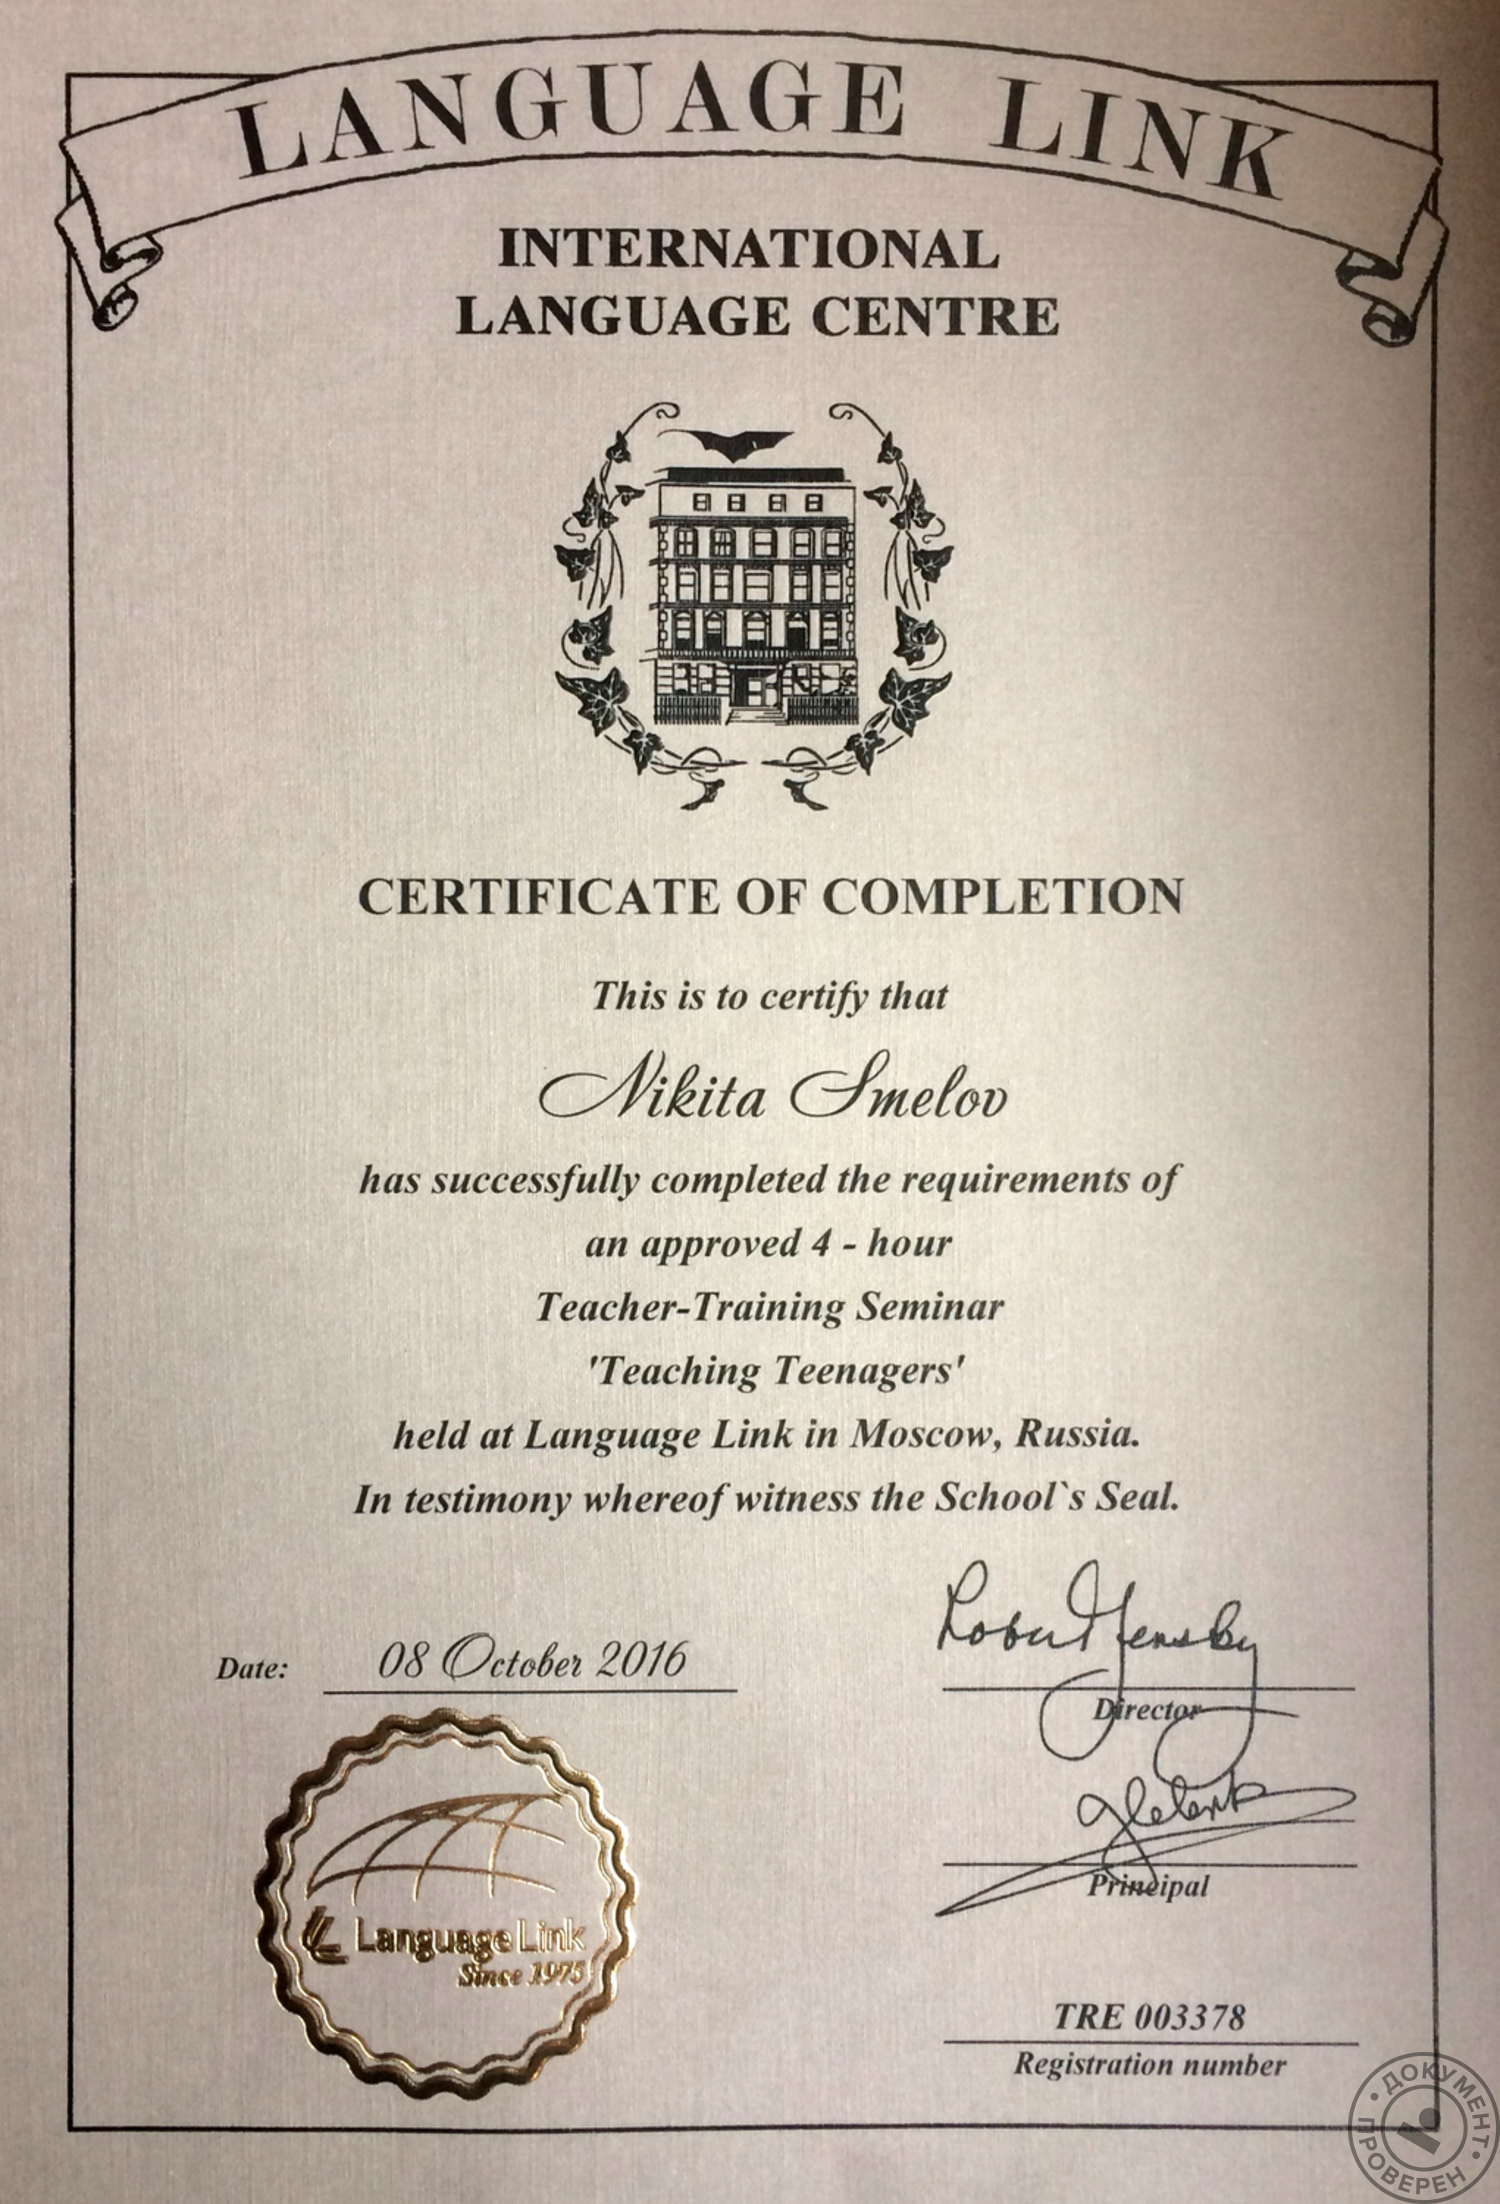 LANGUAGE LINK
INTERNATIONAL
LANGUAGE CENTRE
CERTIFICATE OF COMPLETION
This is to certify that
Nikita Smelov
has successfully completed the requirements of
an approved 4 - hour
Teacher-Training Seminar
'Teaching Teenagers'
held at Language Link in Moscow, Russia.
In testimony whereof witness the School`s Seal.
Date: 08 October 2016
Director
Principal
Language Link
Since 1975
TRE 003378
Registration number
ДОКУМЕНТ ПРОВЕРЕН